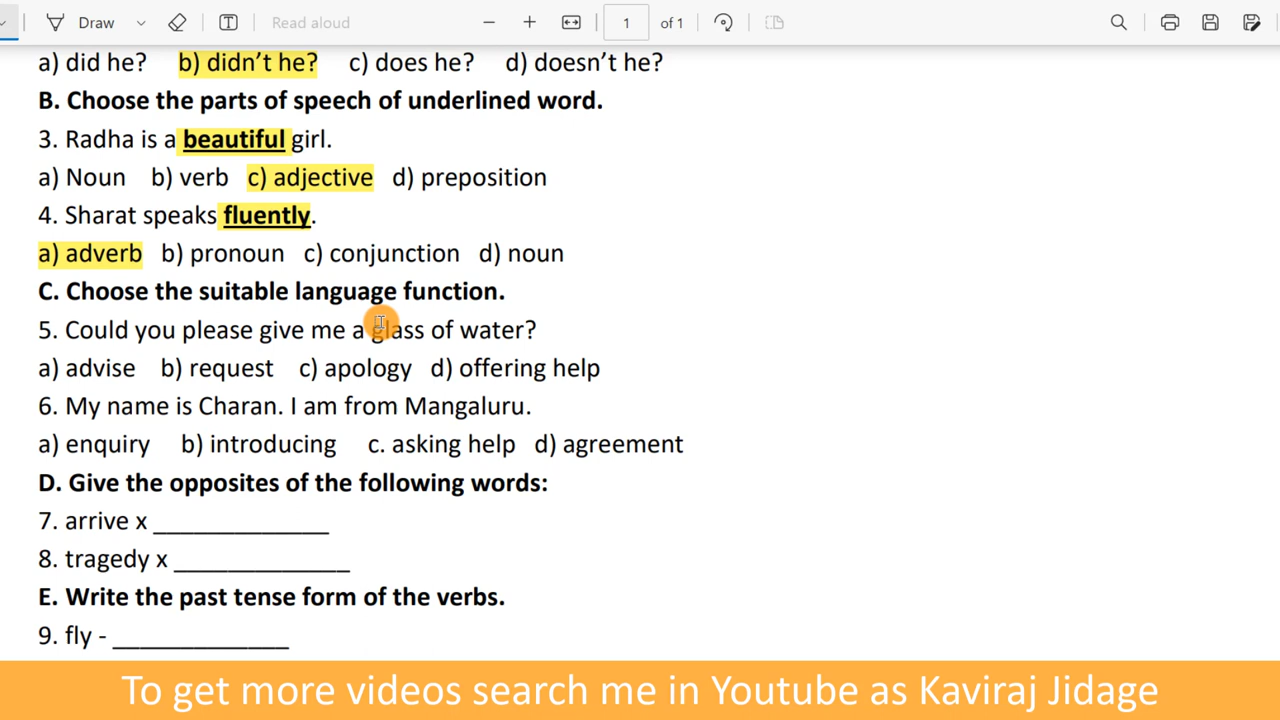 Draw
Read aloud
1
of 1
a) did he? b) didn’t he? c) does he? d) doesn’t he?
B. Choose the parts of speech of underlined word.
3. Radha is a beautiful girl.
a) Noun b) verb c) adjective d) preposition
4. Sharat speaks fluently.
a) adverb b) pronoun c) conjunction d) noun
C. Choose the suitable language function.
5. Could you please give me a glass of water?
a) advise b) request c) apology d) offering help
6. My name is Charan. I am from Mangaluru.
a) enquiry b) introducing c. asking help d) agreement
D. Give the opposites of the following words:
7. arrive x _____________
8. tragedy x _____________
E. Write the past tense form of the verbs.
9. fly - _____________
To get more videos search me in Youtube as Kaviraj Jidage